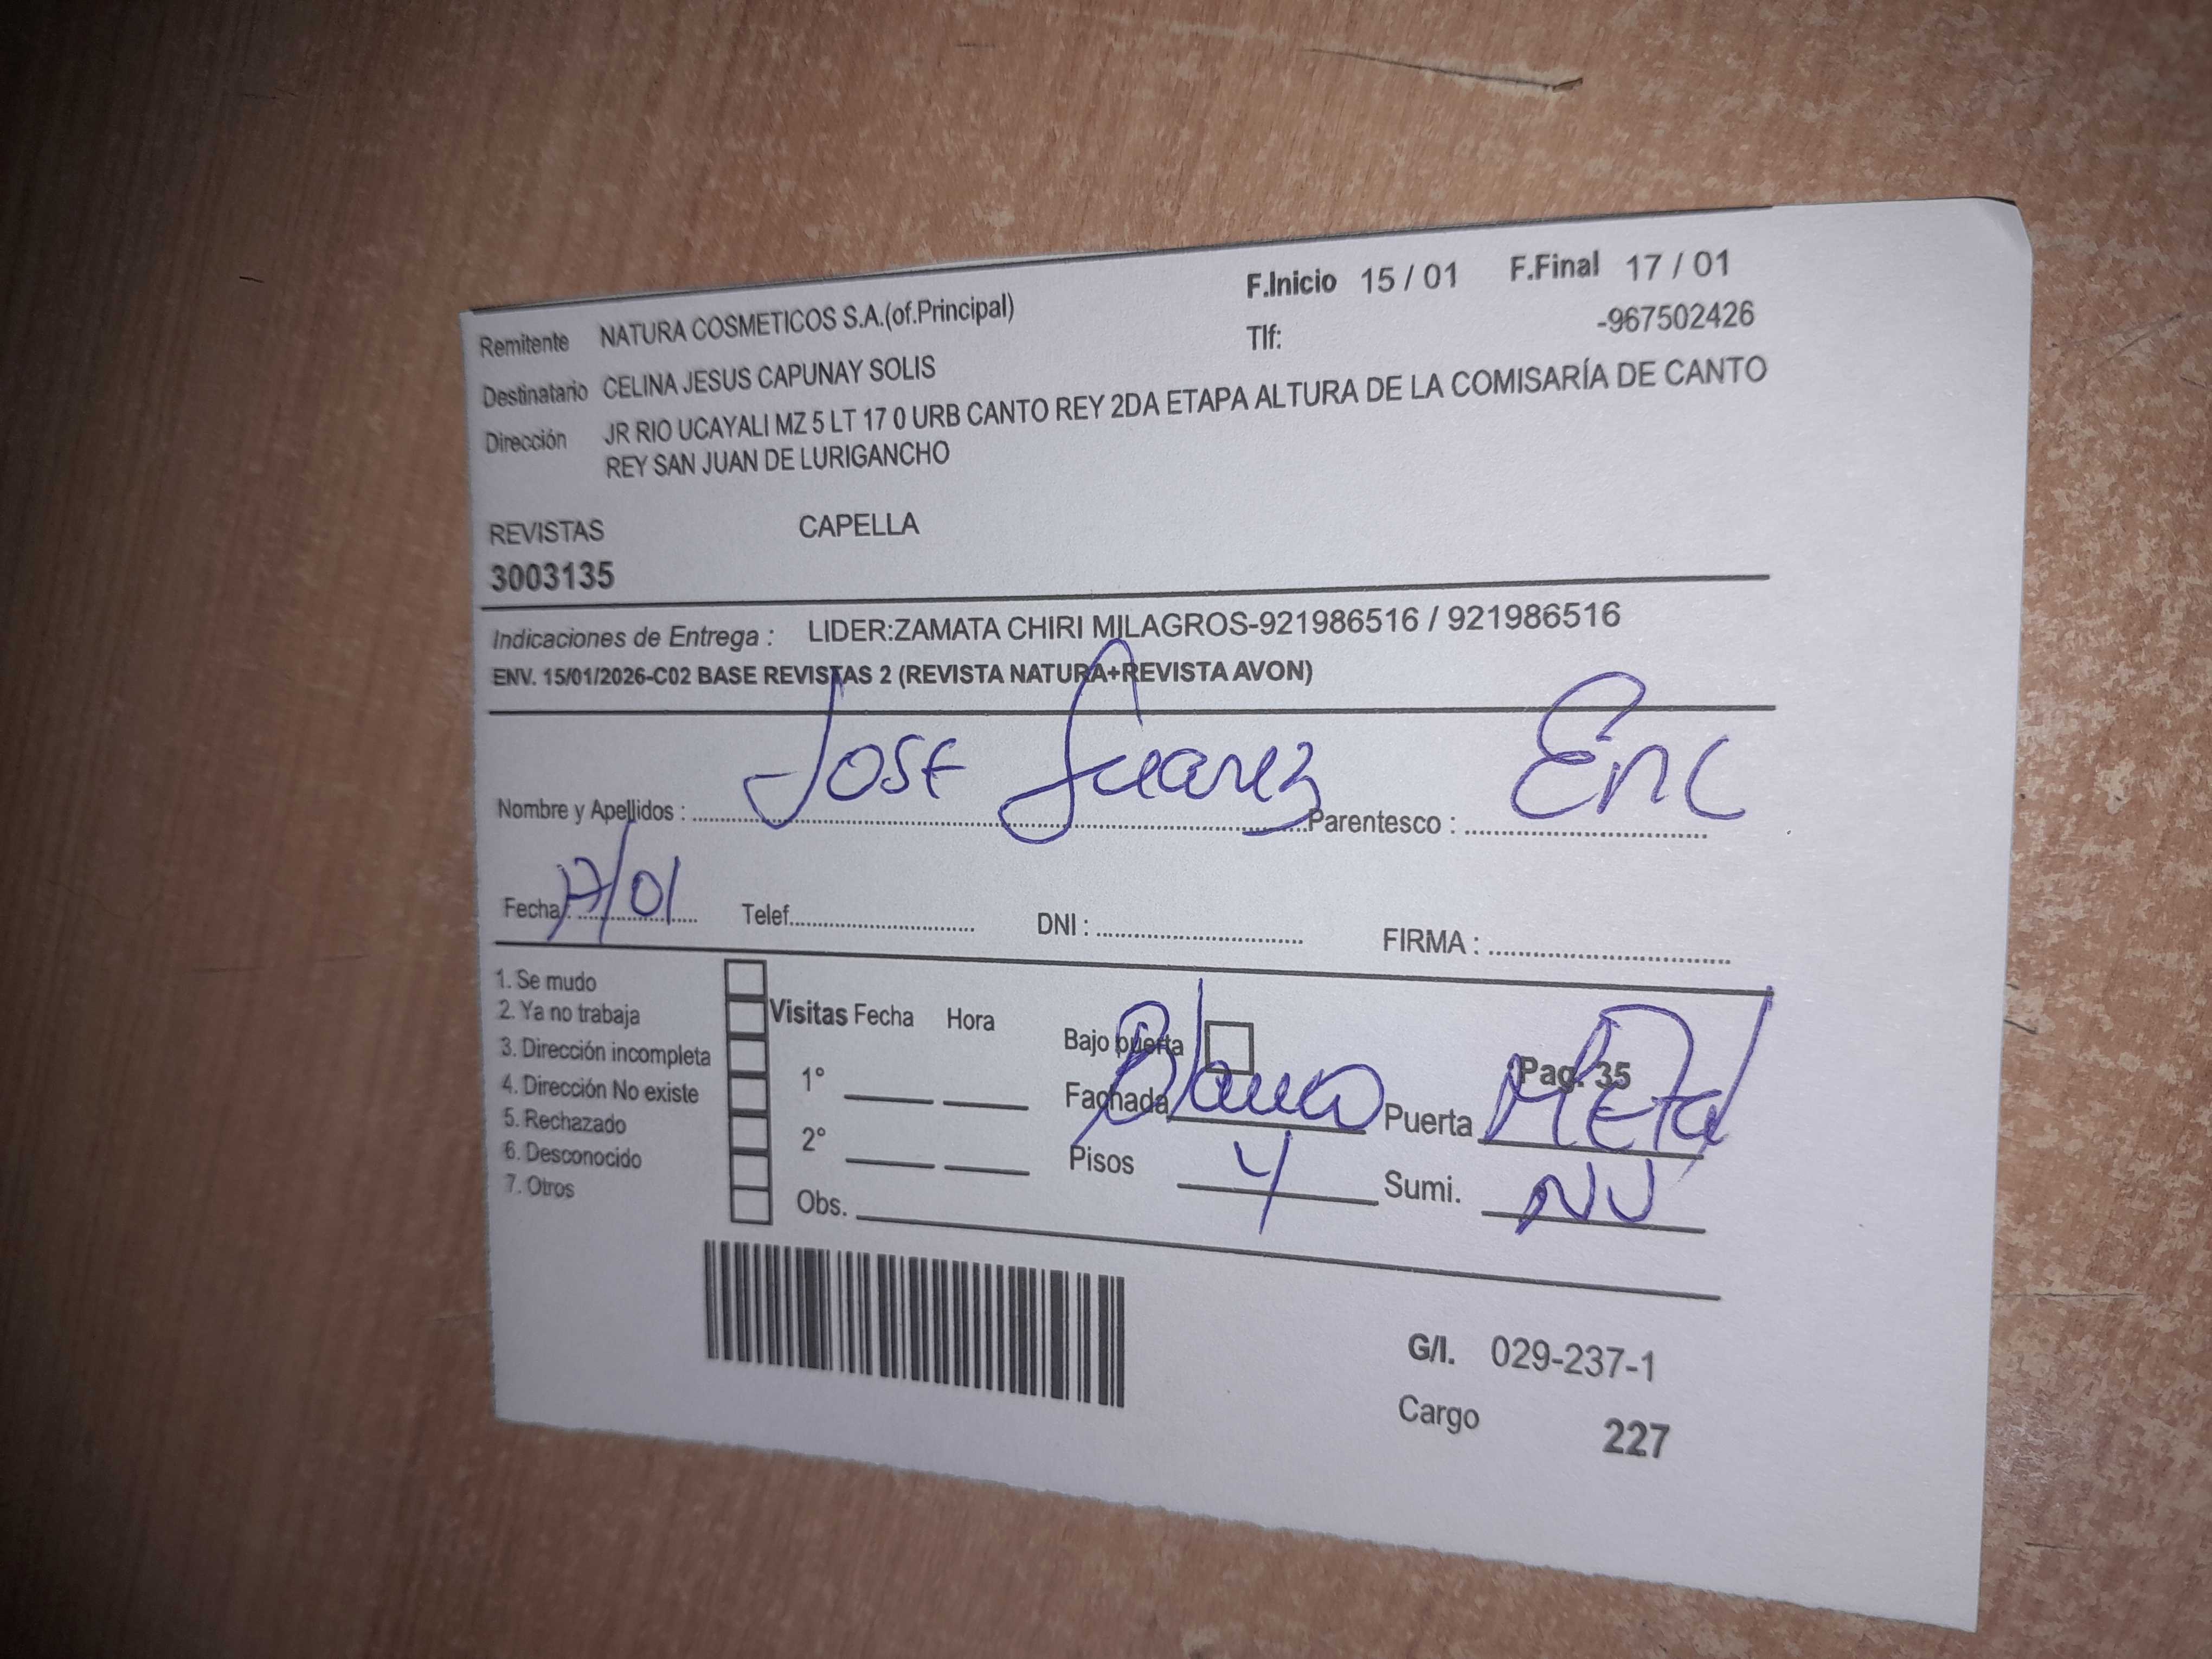 F.Inicio 15 / 01 F.Final 17 / 01
Remitente NATURA COSMETICOS S.A.(of.Principal) Tlf: -967502426
Destinatario CELINA JESUS CAPUNAY SOLIS
Dirección JR RIO UCAYALI MZ 5 LT 17 0 URB CANTO REY 2DA ETAPA ALTURA DE LA COMISARÍA DE CANTO
REY SAN JUAN DE LURIGANCHO
REVISTAS CAPELLA
3003135
Indicaciones de Entrega : LIDER:ZAMATA CHIRI MILAGROS-921986516 / 921986516
ENV. 15/01/2026-C02 BASE REVISTAS 2 (REVISTA NATURA+REVISTA AVON)
Nombre y Apellidos : Jose Suarez Parentesco : Enc
Fecha : 17/01 Telef. DNI : FIRMA :
1. Se mudo
2. Ya no trabaja
3. Dirección incompleta
4. Dirección No existe
5. Rechazado
6. Desconocido
7. Otros
Visitas Fecha Hora
1°
2°
Obs.
Bajo puerta Pag. 35
Fachada Blanco Puerta Metal
Pisos 4 Sumi. NV
G/I. 029-237-1
Cargo 227